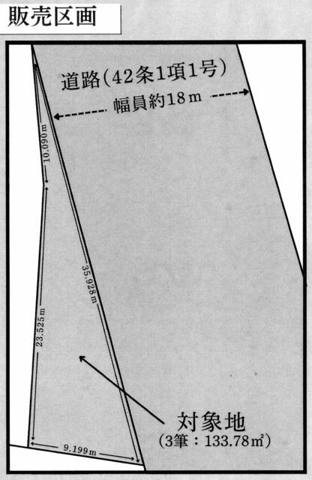 販売区画
道路(42条1項1号)
幅員約18m
10.090m
35.928m
23.525m
対象地
(3筆:133.78㎡)
9.199m